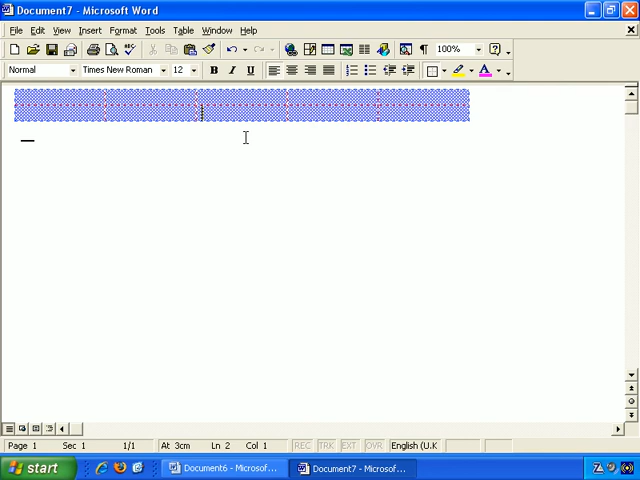 Document7 - Microsoft Word
File Edit View Insert Format Tools Table Window Help
100%
Normal Times New Roman 12 B I U A
Page 1 Sec 1 1/1 At 3cm Ln 2 Col 1 REC TRK EXT OVR English (U.K
start Document6 - Microsof... Document7 - Microsof...